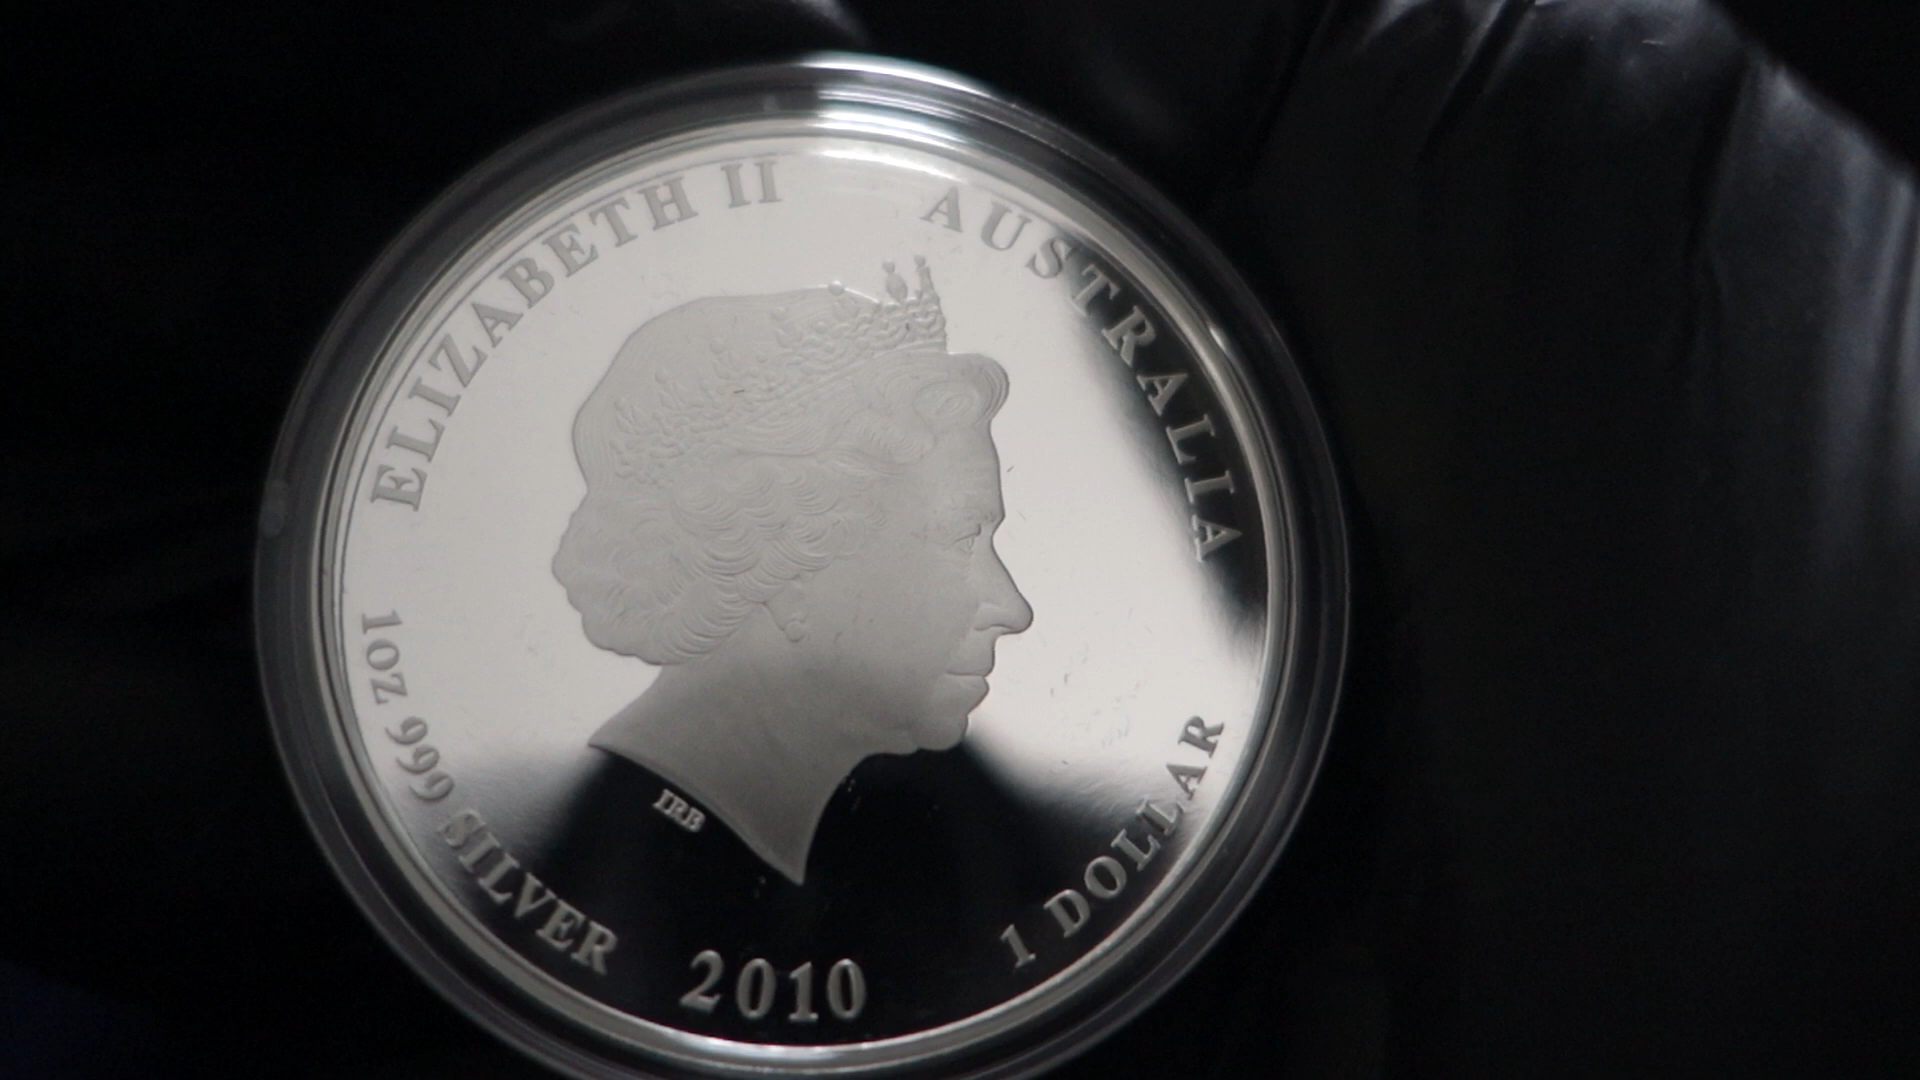 ELIZABETH II
AUSTRALIA
1OZ 999 SILVER
2010
1 DOLLAR
IRB